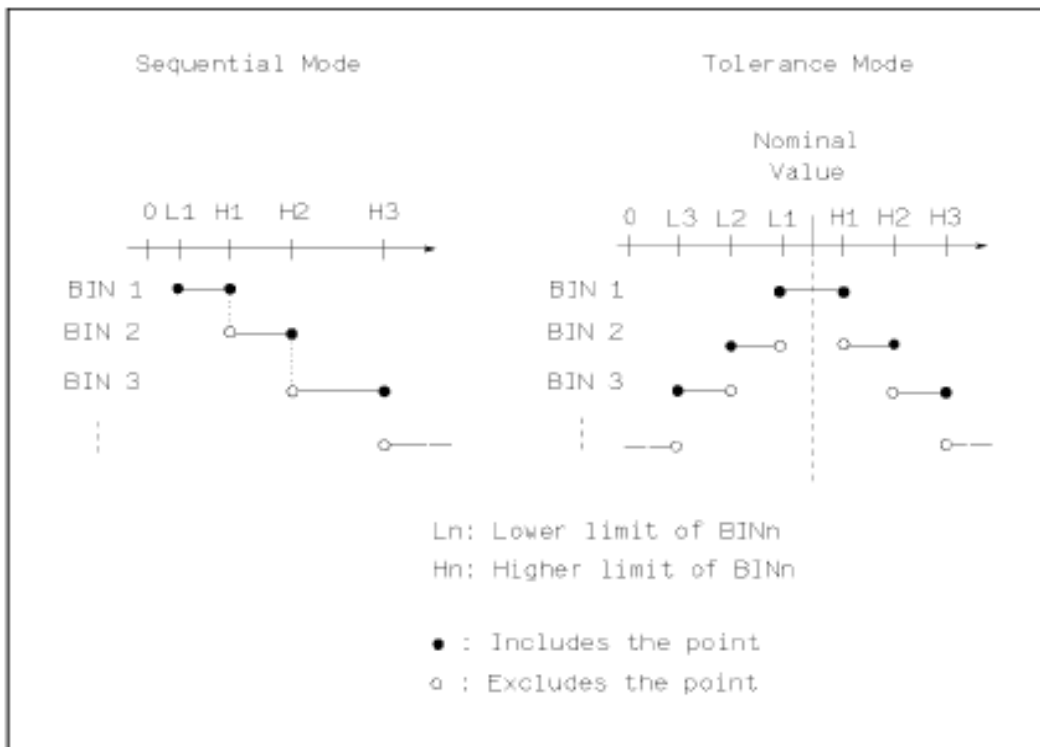 Sequential Mode
Tolerance Mode
Nominal
Value
0 L1 H1 H2 H3
0 L3 L2 L1 H1 H2 H3
BIN 1
BIN 2
BIN 3
BIN 1
BIN 2
BIN 3
Ln: Lower limit of BINn
Hn: Higher limit of BINn
● : Includes the point
○ : Excludes the point